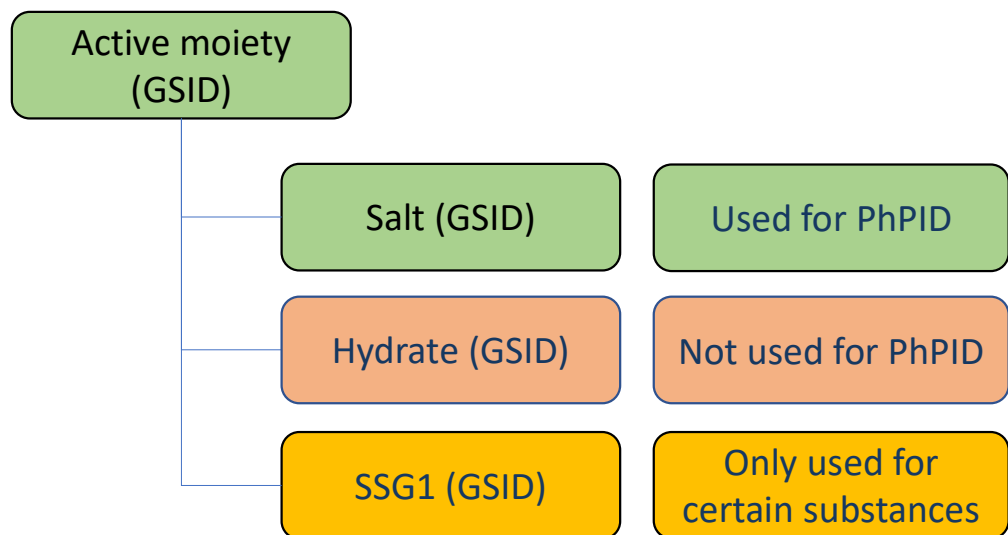 Active moiety
(GSID)
Salt (GSID)
Used for PhPID
Hydrate (GSID)
Not used for PhPID
SSG1 (GSID)
Only used for
certain substances